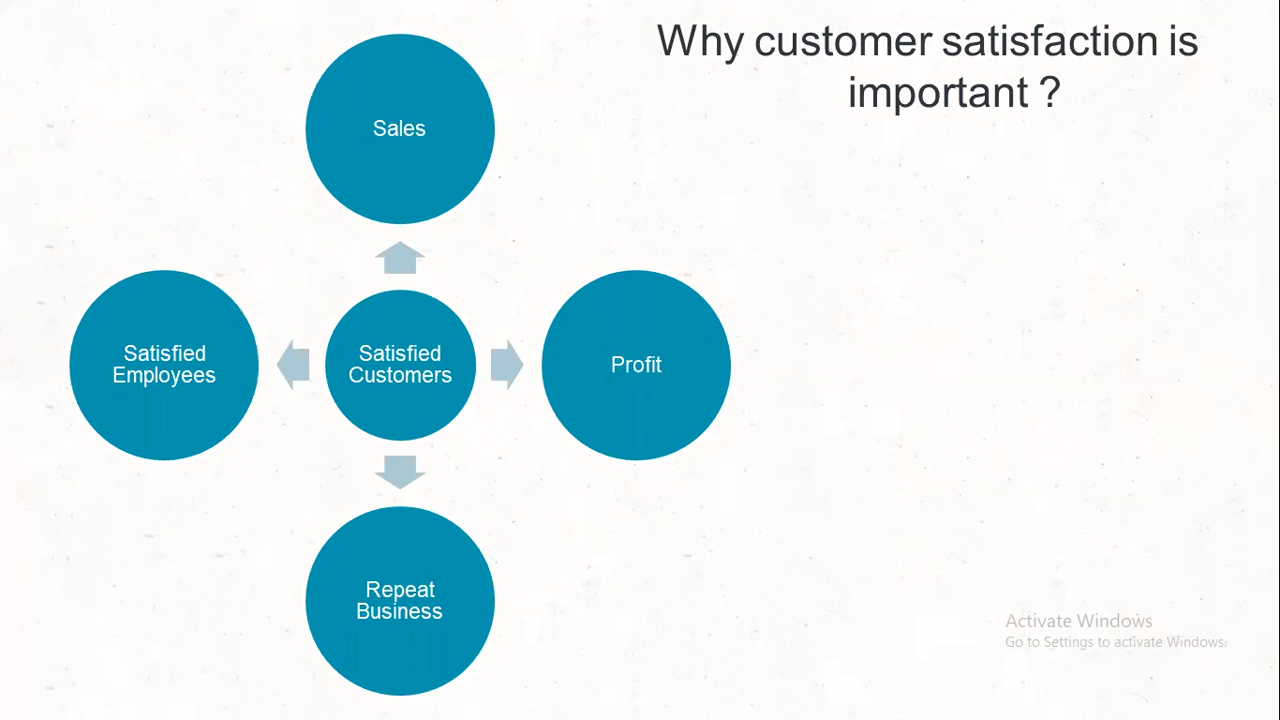 Why customer satisfaction is
important ?
Sales
Satisfied
Employees
Satisfied
Customers
Profit
Repeat
Business
Activate Windows
Go to Settings to activate Windows.